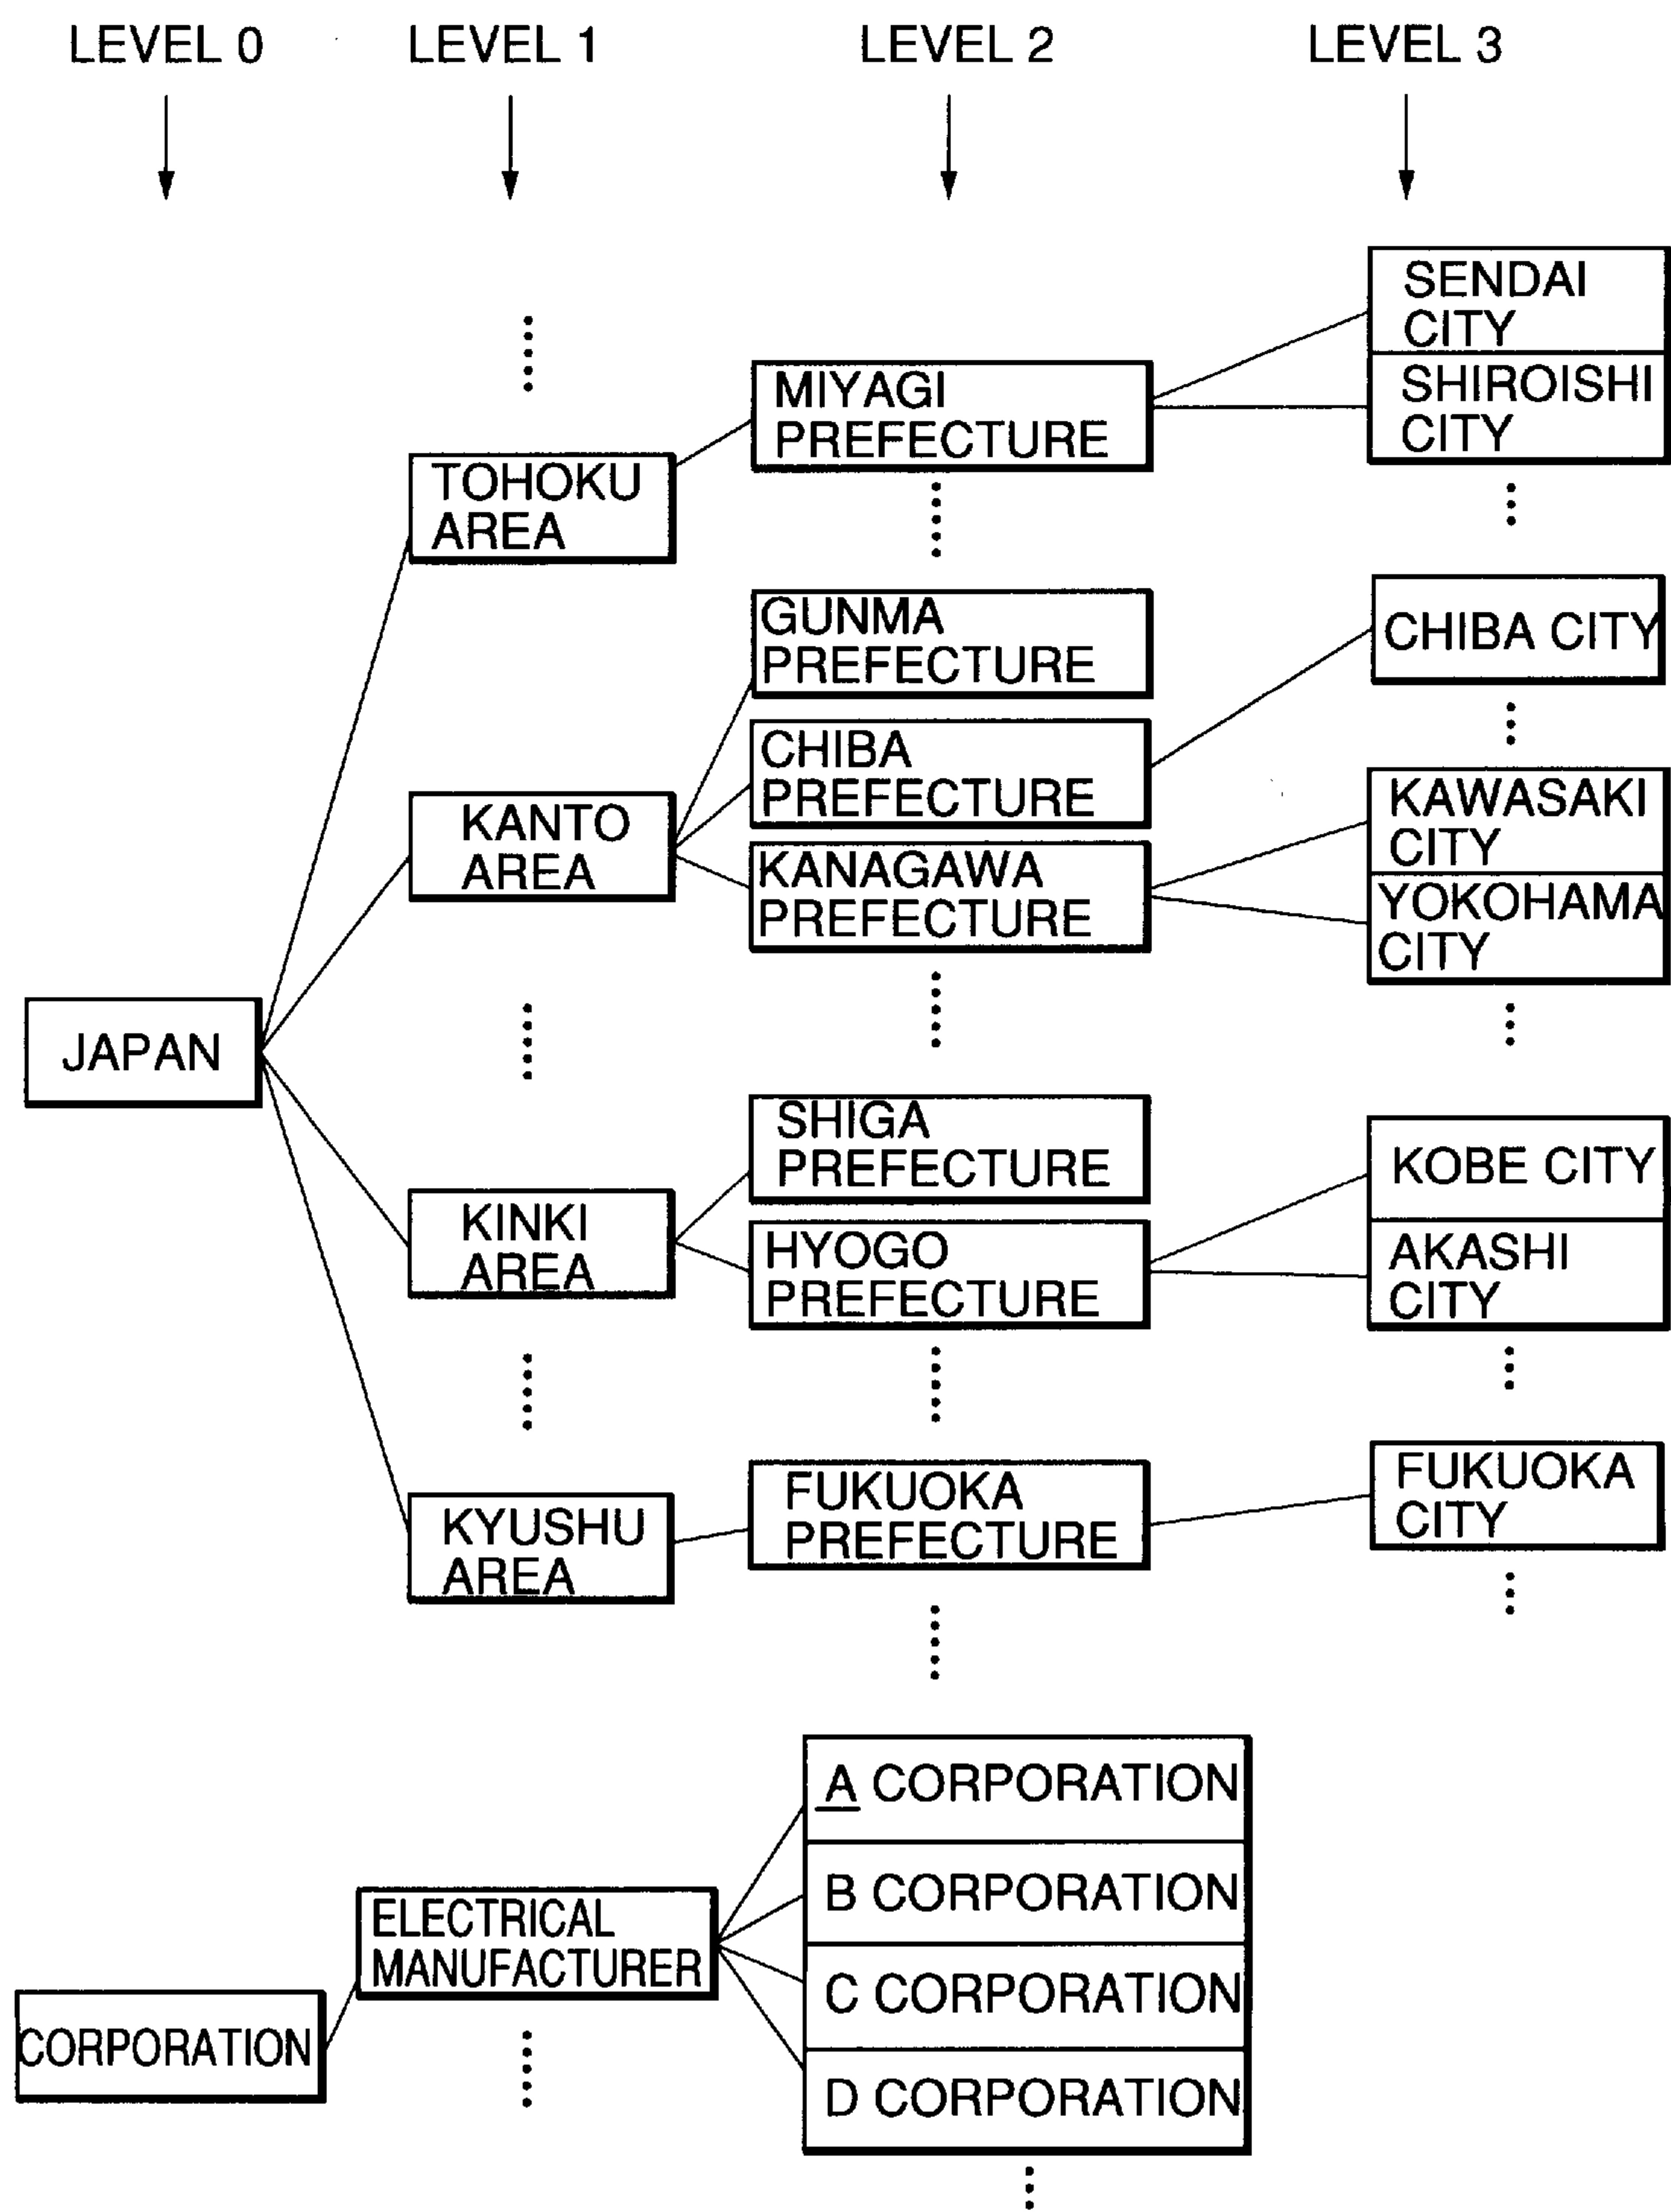 LEVEL 0
LEVEL 1
LEVEL 2
LEVEL 3
SENDAI
CITY
SHIROISHI
CITY
MIYAGI
PREFECTURE
TOHOKU
AREA
GUNMA
PREFECTURE
CHIBA CITY
CHIBA
PREFECTURE
KANTO
AREA
KAWASAKI
CITY
KANAGAWA
PREFECTURE
YOKOHAMA
CITY
JAPAN
SHIGA
PREFECTURE
KOBE CITY
KINKI
AREA
HYOGO
PREFECTURE
AKASHI
CITY
FUKUOKA
CITY
FUKUOKA
PREFECTURE
KYUSHU
AREA
A CORPORATION
B CORPORATION
ELECTRICAL
MANUFACTURER
C CORPORATION
CORPORATION
D CORPORATION